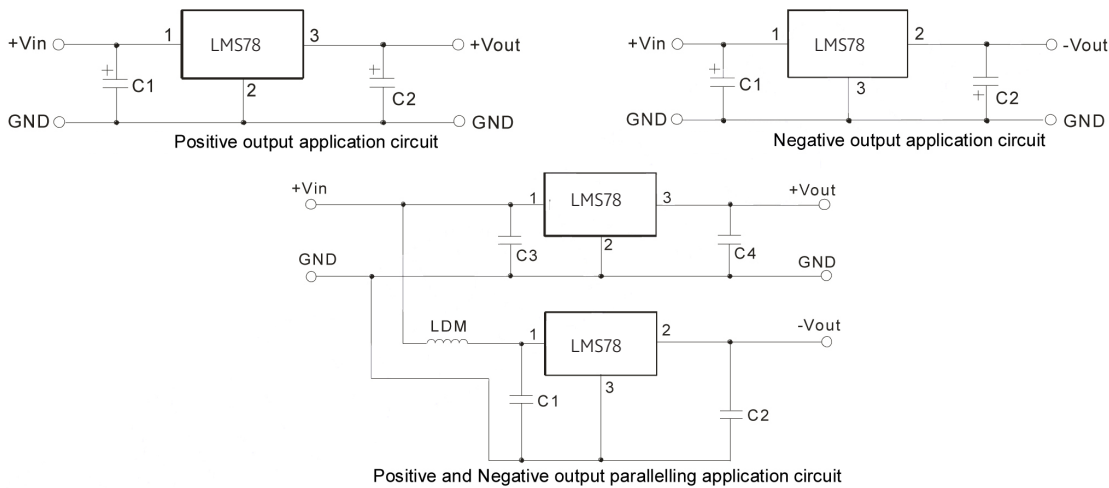 +Vin 1 LMS78 3 +Vout
+ C1 2 + C2
GND GND
Positive output application circuit
+Vin 1 LMS78 2 -Vout
+ C1 3 + C2
GND GND
Negative output application circuit
+Vin 1 LMS78 3 +Vout
C3 2 C4
GND GND
LDM 1 LMS78 2 -Vout
C1 3 C2
Positive and Negative output parallelling application circuit